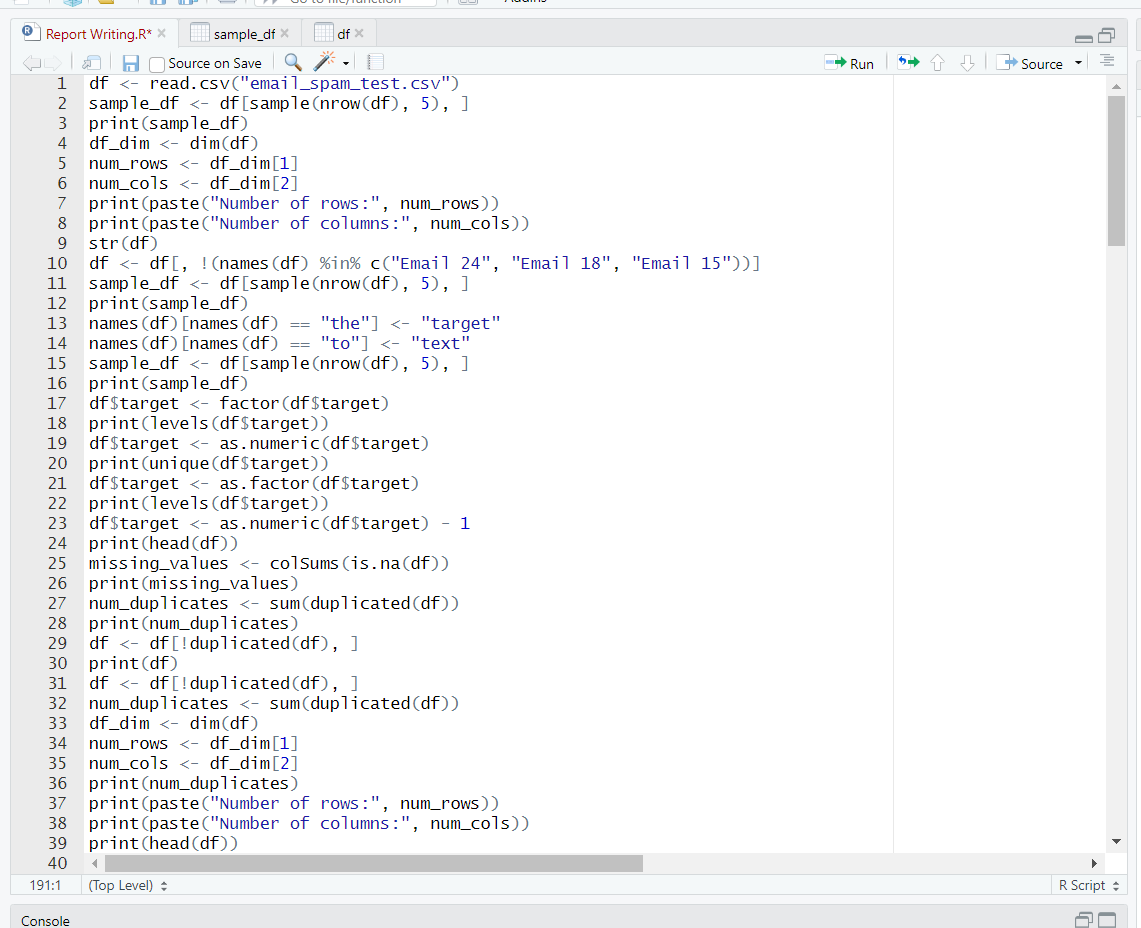 Go to file/function
Addins
Report Writing.R* sample_df df
Source on Save Run Source
1 df <- read.csv("email_spam_test.csv")
2 sample_df <- df[sample(nrow(df), 5), ]
3 print(sample_df)
4 df_dim <- dim(df)
5 num_rows <- df_dim[1]
6 num_cols <- df_dim[2]
7 print(paste("Number of rows:", num_rows))
8 print(paste("Number of columns:", num_cols))
9 str(df)
10 df <- df[, !(names(df) %in% c("Email 24", "Email 18", "Email 15"))]
11 sample_df <- df[sample(nrow(df), 5), ]
12 print(sample_df)
13 names(df)[names(df) == "the"] <- "target"
14 names(df)[names(df) == "to"] <- "text"
15 sample_df <- df[sample(nrow(df), 5), ]
16 print(sample_df)
17 df$target <- factor(df$target)
18 print(levels(df$target))
19 df$target <- as.numeric(df$target)
20 print(unique(df$target))
21 df$target <- as.factor(df$target)
22 print(levels(df$target))
23 df$target <- as.numeric(df$target) - 1
24 print(head(df))
25 missing_values <- colSums(is.na(df))
26 print(missing_values)
27 num_duplicates <- sum(duplicated(df))
28 print(num_duplicates)
29 df <- df[!duplicated(df), ]
30 print(df)
31 df <- df[!duplicated(df), ]
32 num_duplicates <- sum(duplicated(df))
33 df_dim <- dim(df)
34 num_rows <- df_dim[1]
35 num_cols <- df_dim[2]
36 print(num_duplicates)
37 print(paste("Number of rows:", num_rows))
38 print(paste("Number of columns:", num_cols))
39 print(head(df))
40
191:1 (Top Level) R Script
Console